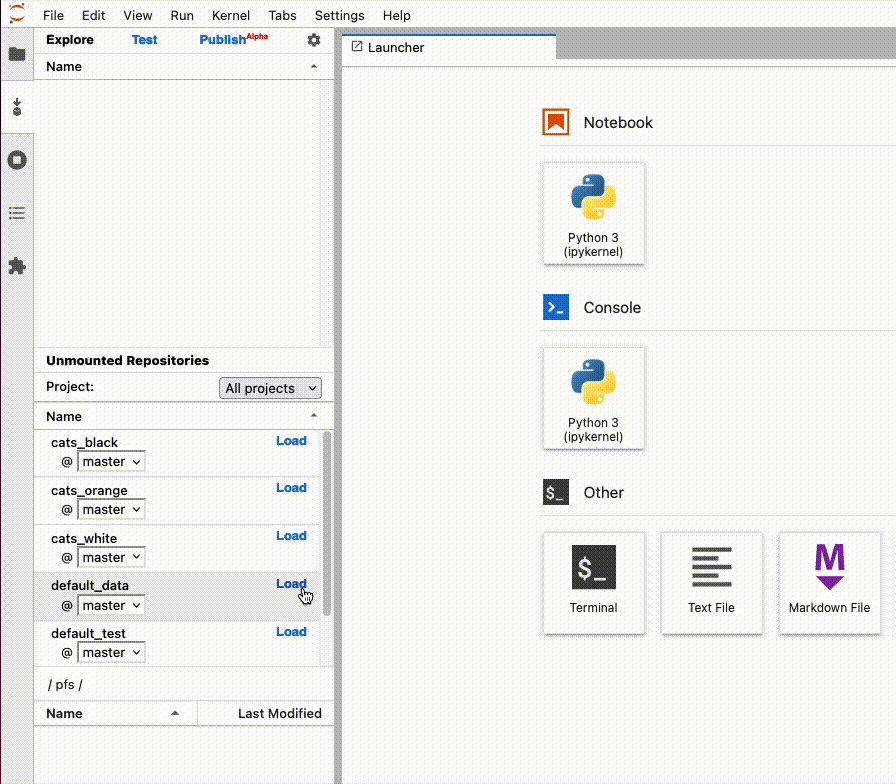 File Edit View Run Kernel Tabs Settings Help
Explore Test Publish Alpha
Name
Unmounted Repositories
Project: All projects
Name
cats_black Load
@ master
cats_orange Load
@ master
cats_white Load
@ master
default_data Load
@ master
default_test Load
@ master
/ pfs /
Name Last Modified
Launcher
Notebook
Python 3
(ipykernel)
Console
Python 3
(ipykernel)
$_ Other
$_
Terminal
Text File
M
Markdown File